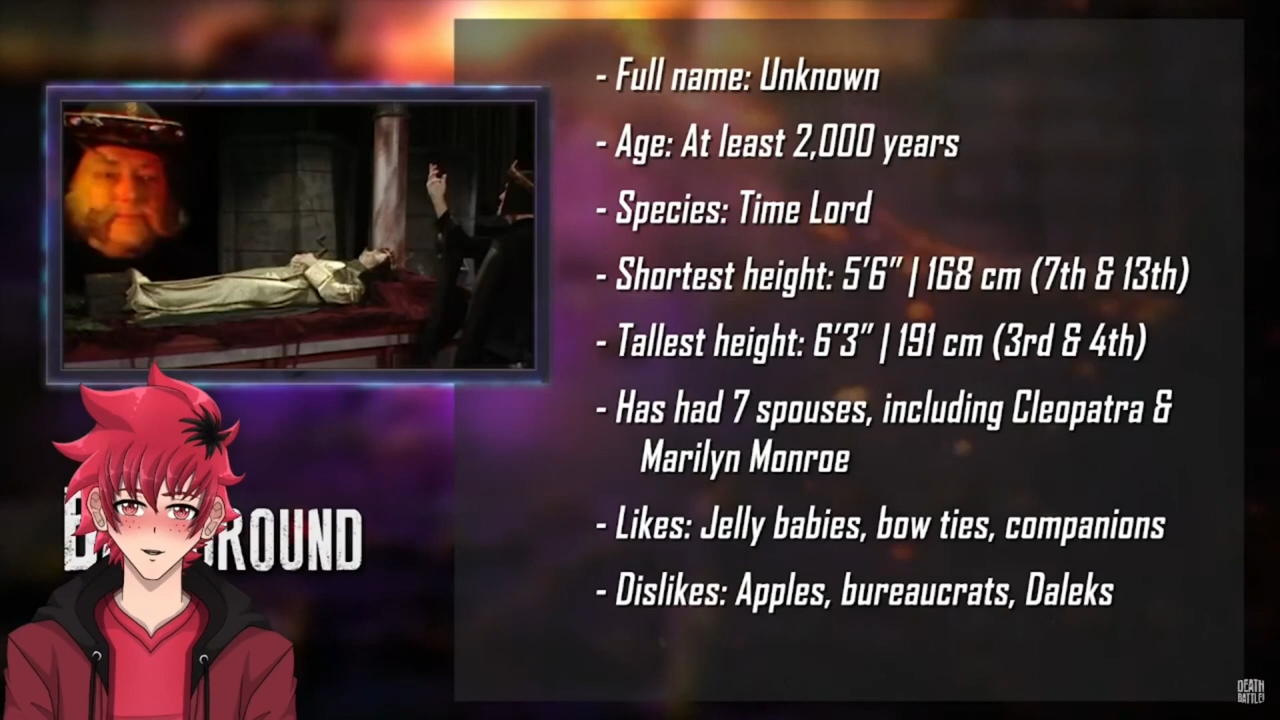 - Full name: Unknown
- Age: At least 2,000 years
- Species: Time Lord
- Shortest height: 5'6" | 168 cm (7th & 13th)
- Tallest height: 6'3" | 191 cm (3rd & 4th)
- Has had 7 spouses, including Cleopatra &
Marilyn Monroe
- Likes: Jelly babies, bow ties, companions
- Dislikes: Apples, bureaucrats, Daleks
DEATH
BATTLE!